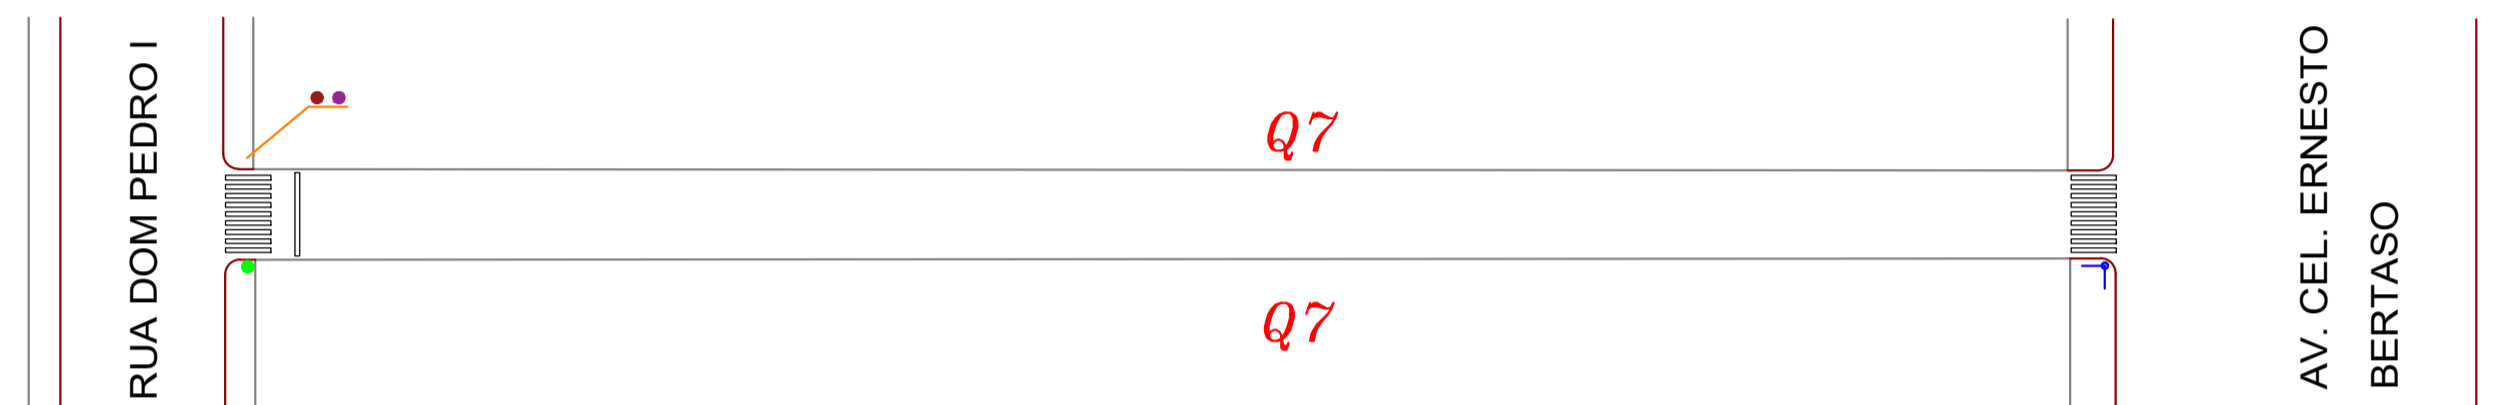 RUA DOM PEDRO I
Q7
Q7
AV. CEL. ERNESTO
BERTASO